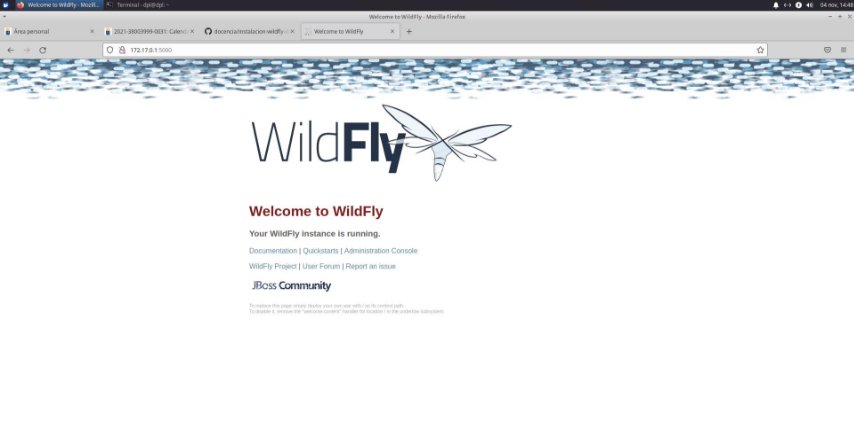 Welcome to WildFly - Mozil...
Terminal - dpl@dpl: ~
04 nov, 14:48
Welcome to WildFly - Mozilla Firefox
Área personal
2021-38003999-0031: Calend
docencia/instalacion-wildfly
Welcome to WildFly
172.17.0.1:5000
WildFly
Welcome to WildFly
Your WildFly instance is running.
Documentation | Quickstarts | Administration Console
WildFly Project | User Forum | Report an issue
JBoss Community
To replace this page simply deploy your own war with / as its context path.
To disable it, remove the "welcome-content" handler for location / in the undertow subsystem.